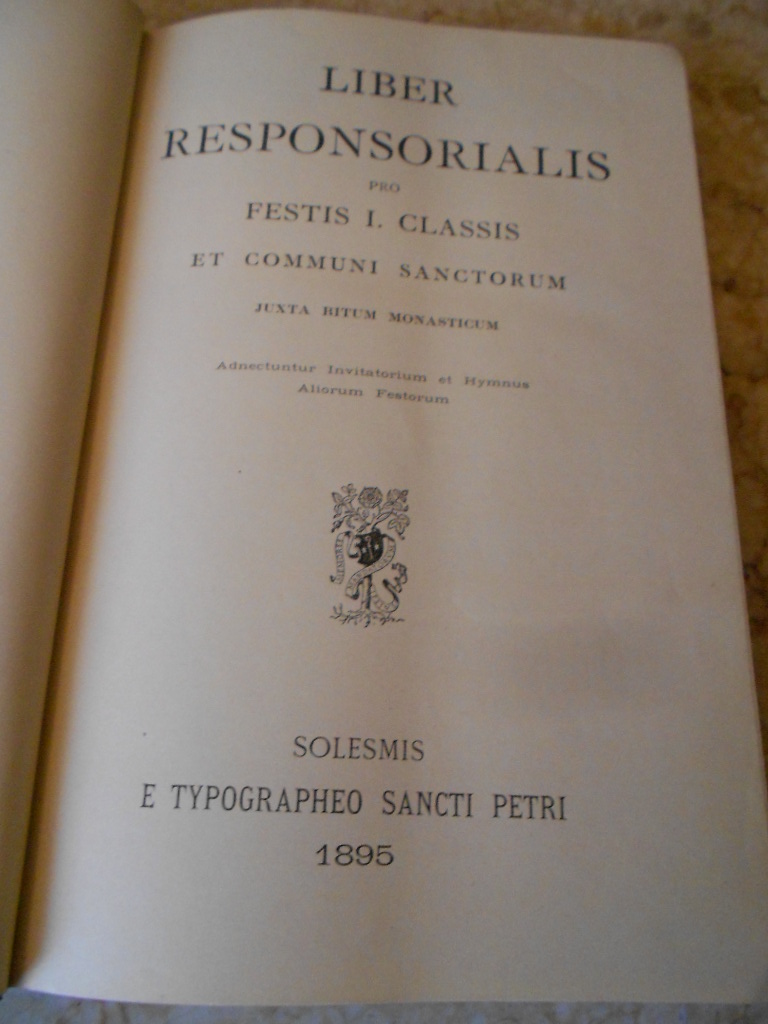 LIBER
RESPONSORIALIS
PRO
FESTIS I. CLASSIS
ET COMMUNI SANCTORUM
JUXTA RITUM MONASTICUM
Adnectuntur Invitatorium et Hymnus
Aliorum Festorum
SOLESMIS
E TYPOGRAPHEO SANCTI PETRI
1895